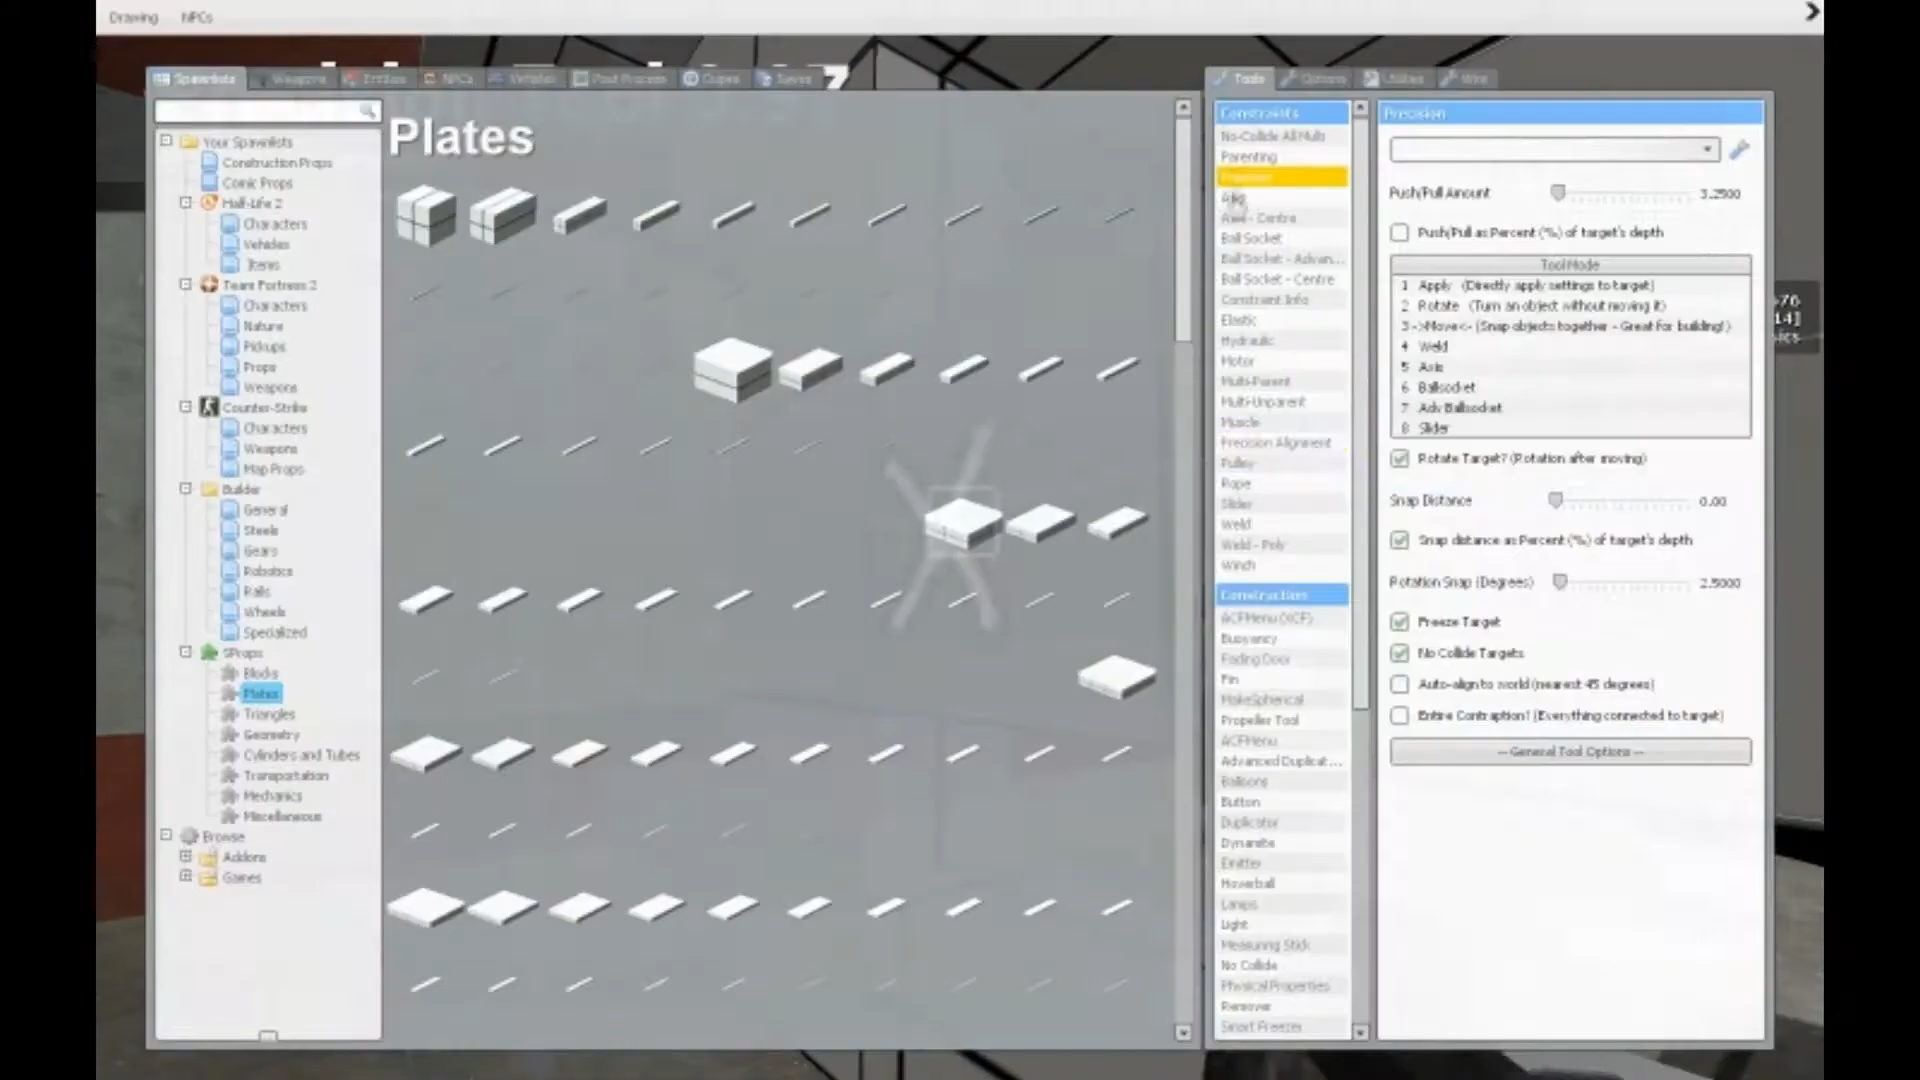 Drawing NPCs
Spawnlists Weapons Entities NPCs Vehicles Post Process Dupes Saves
Plates
Your Spawnlists
Construction Props
Comic Props
Half-Life 2
Characters
Vehicles
Items
Team Fortress 2
Characters
Nature
Pickups
Props
Weapons
Counter-Strike
Characters
Weapons
Map Props
Builder
General
Steels
Gears
Robotics
Rails
Wheels
Specialized
SProps
Blocks
Plates
Triangles
Geometry
Cylinders and Tubes
Transportation
Mechanics
Miscellaneous
Browse
Addons
Games
Tools Options Utilities Wire
Constraints
No-Collide All Multi
Parenting
Precision
Axis
Axis - Centre
Ball Socket
Ball Socket - Advan...
Ball Socket - Centre
Constraint Info
Elastic
Hydraulic
Motor
Multi-Parent
Multi-Unparent
Muscle
Precision Alignment
Pulley
Rope
Slider
Weld
Weld - Poly
Winch
Construction
ACFMenu (XCF)
Buoyancy
Fading Door
Fin
MakeSpherical
Propeller Tool
ACFMenu
Advanced Duplicat...
Balloons
Button
Duplicator
Dynamite
Emitter
Hoverball
Lamps
Light
Measuring Stick
No Collide
Physical Properties
Remover
Smart Freezer
Precision
Push/Pull Amount 3.2500
Push/Pull as Percent (%) of target's depth
Tool Mode
1 Apply (Directly apply settings to target)
2 Rotate (Turn an object without moving it)
3 ->Move<- (Snap objects together - Great for building!)
4 Weld
5 Axis
6 Ballsocket
7 Adv Ballsocket
8 Slider
Rotate Target? (Rotation after moving)
Snap Distance 0.00
Snap distance as Percent (%) of target's depth
Rotation Snap (Degrees) 2.5000
Freeze Target
No Collide Targets
Auto-align to world (nearest 45 degrees)
Entire Contraption! (Everything connected to target)
-- General Tool Options --